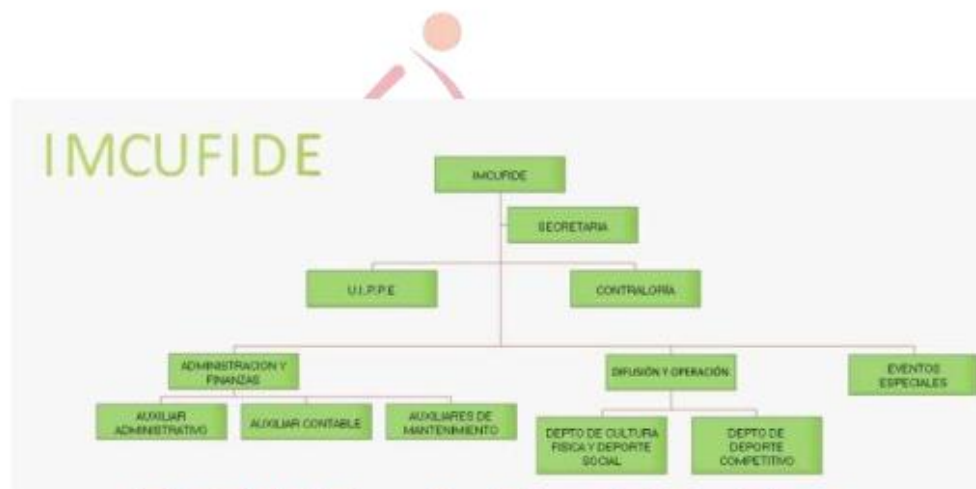 IMCUFIDE
IMCUFIDE
SECRETARIA
U.I.P.P.E
CONTRALORÍA
ADMINISTRACION Y
FINANZAS
DIFUSIÓN Y OPERACIÓN
EVENTOS
ESPECIALES
AUXILIAR
ADMINISTRATIVO
AUXILIAR CONTABLE
AUXILIARES DE
MANTENIMIENTO
DEPTO DE CULTURA
FISICA Y DEPORTE
SOCIAL
DEPTO DE
DEPORTE
COMPETITIVO